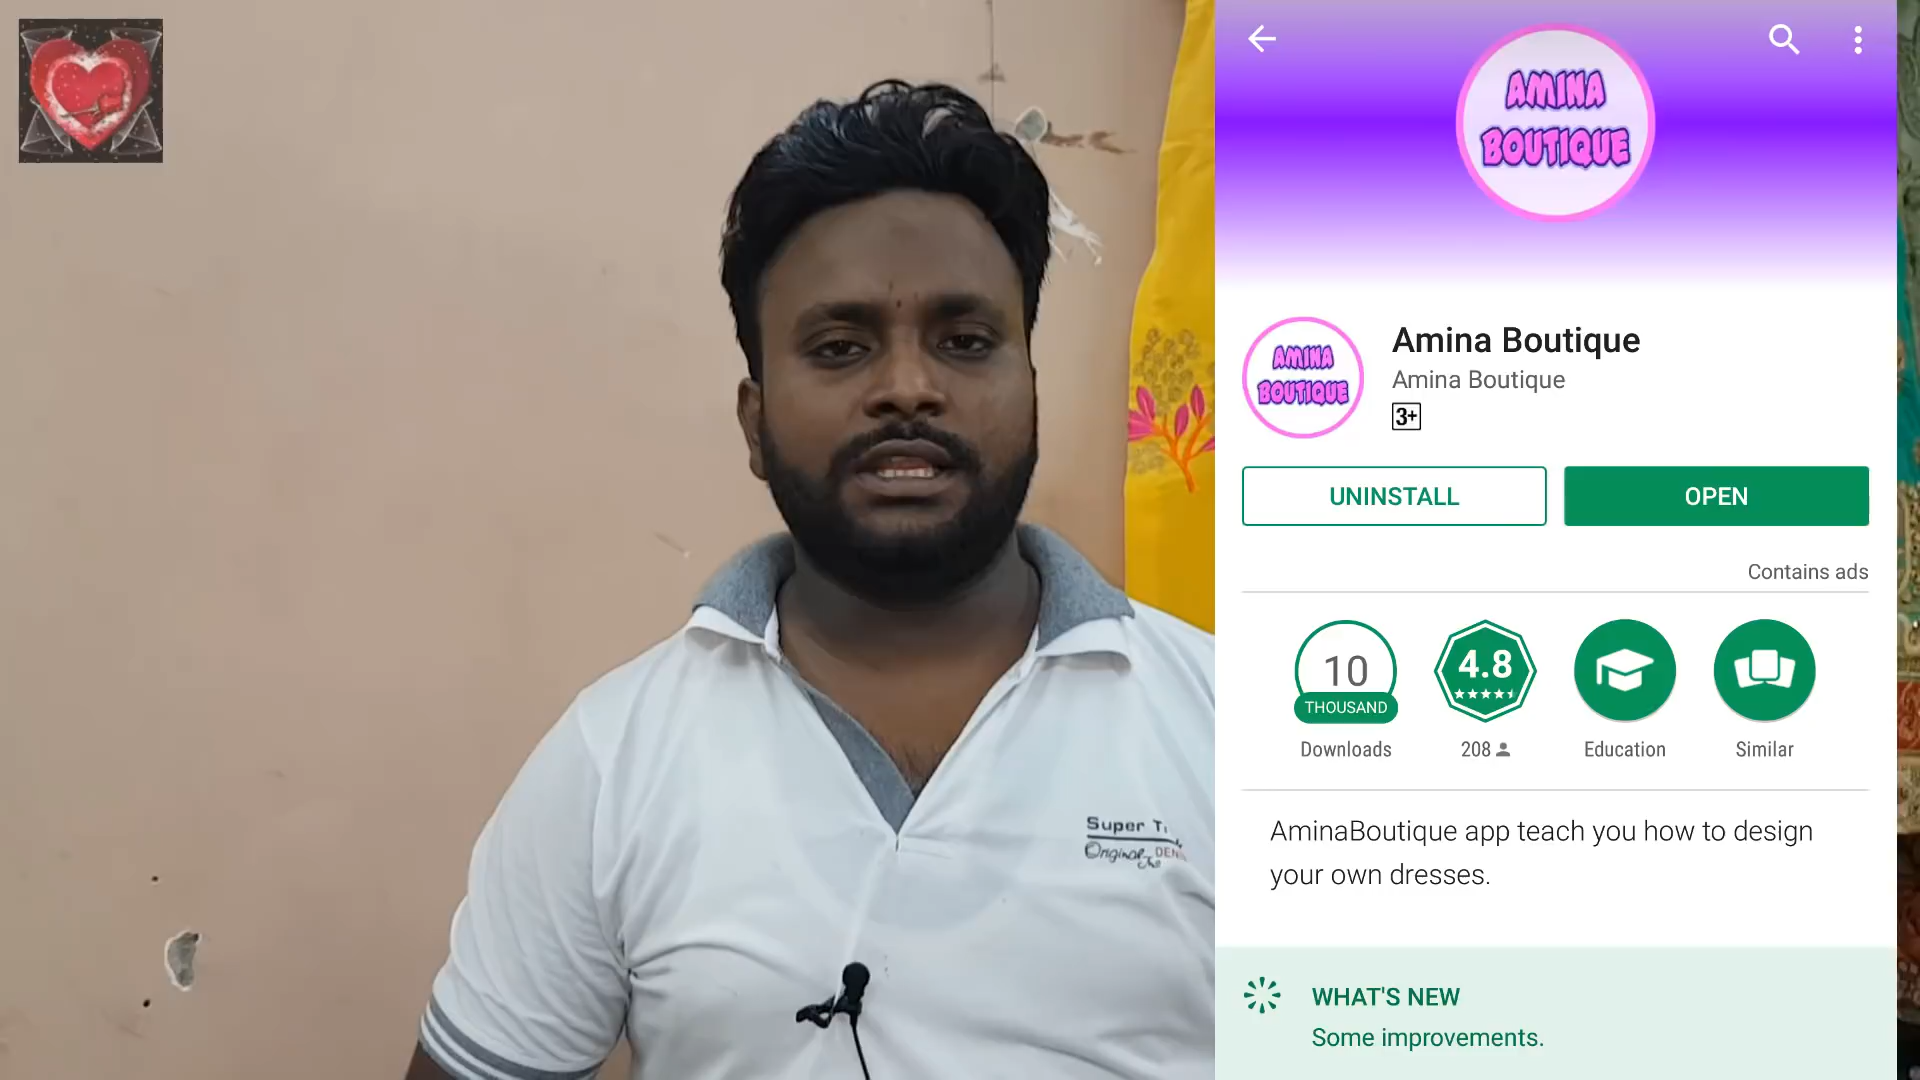 AMINA
BOUTIQUE
AMINA
BOUTIQUE
Amina Boutique
Amina Boutique
3+
UNINSTALL
OPEN
Contains ads
10
THOUSAND
Downloads
4.8
208
Education
Similar
AminaBoutique app teach you how to design
your own dresses.
WHAT'S NEW
Some improvements.
Super
Original